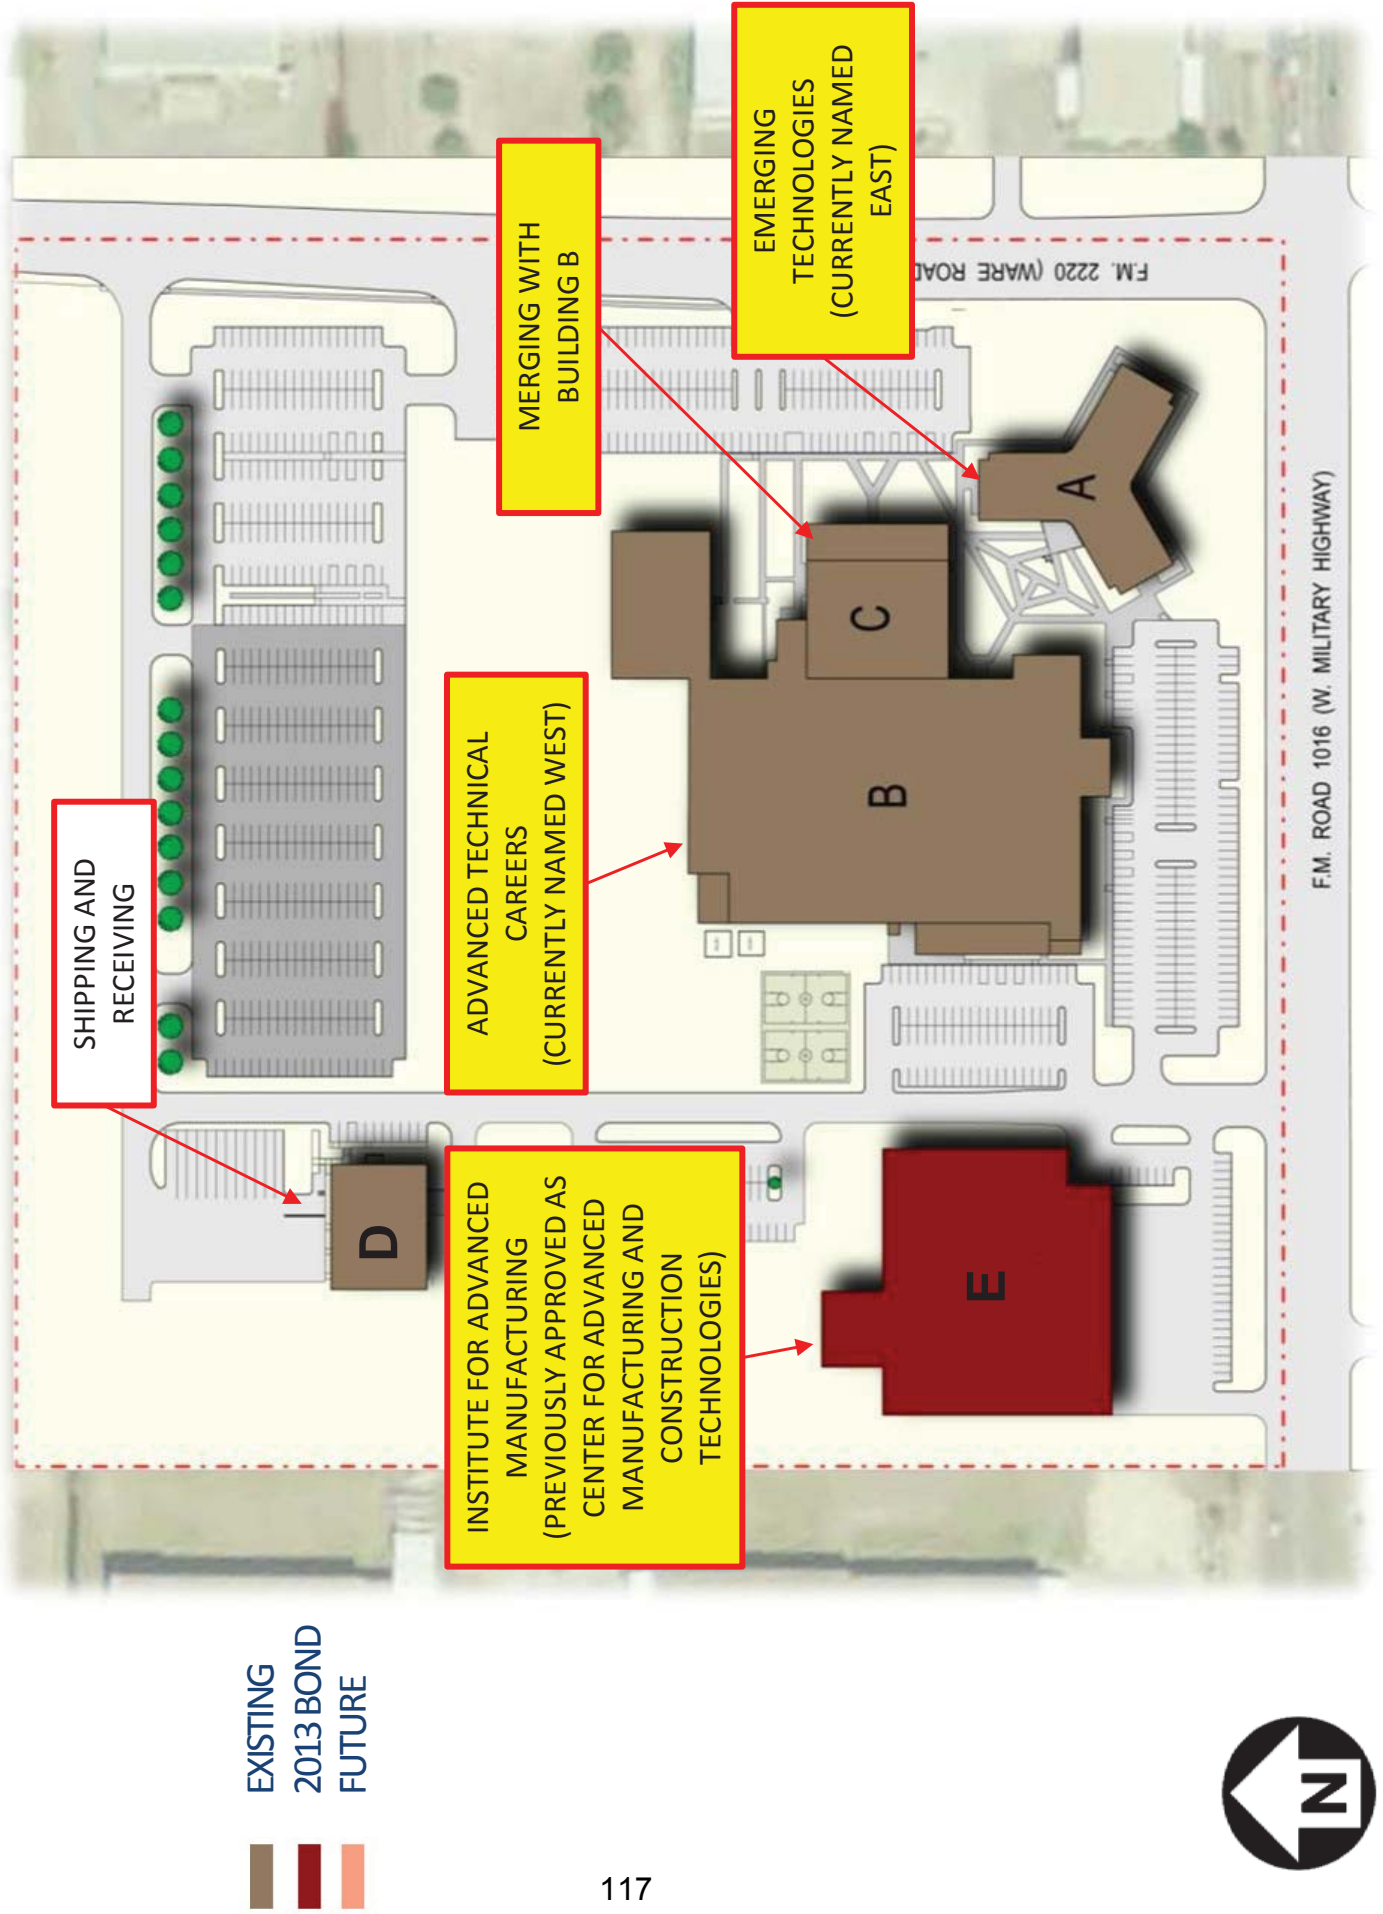 SHIPPING AND
RECEIVING
ADVANCED TECHNICAL
CAREERS
(CURRENTLY NAMED WEST)
MERGING WITH
BUILDING B
EMERGING
TECHNOLOGIES
(CURRENTLY NAMED
EAST)
INSTITUTE FOR ADVANCED
MANUFACTURING
(PREVIOUSLY APPROVED AS
CENTER FOR ADVANCED
MANUFACTURING AND
CONSTRUCTION
TECHNOLOGIES)
D
E
B
C
A
F.M. 2220 (WARE ROAD
F.M. ROAD 1016 (W. MILITARY HIGHWAY)
EXISTING
2013 BOND
FUTURE
N
117